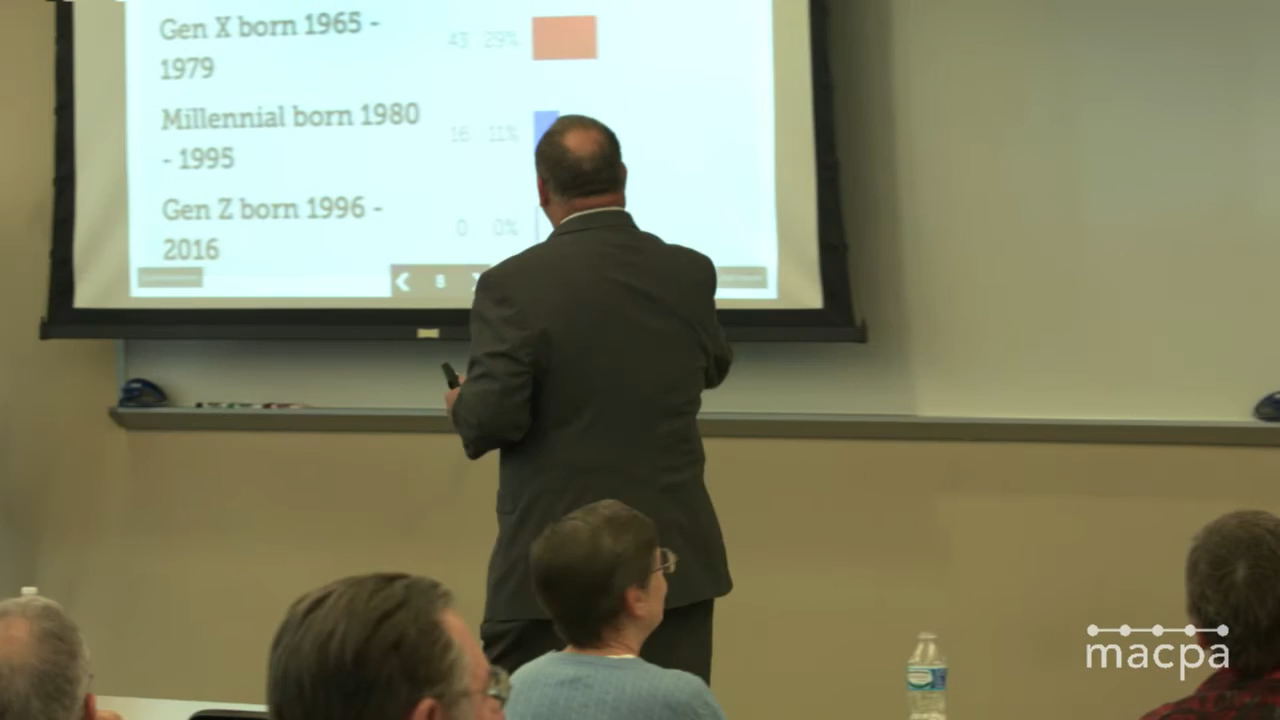 Gen X born 1965 -
1979
43 29%
Millennial born 1980
- 1995
16 11%
Gen Z born 1996 -
2016
0 0%
8
macpa